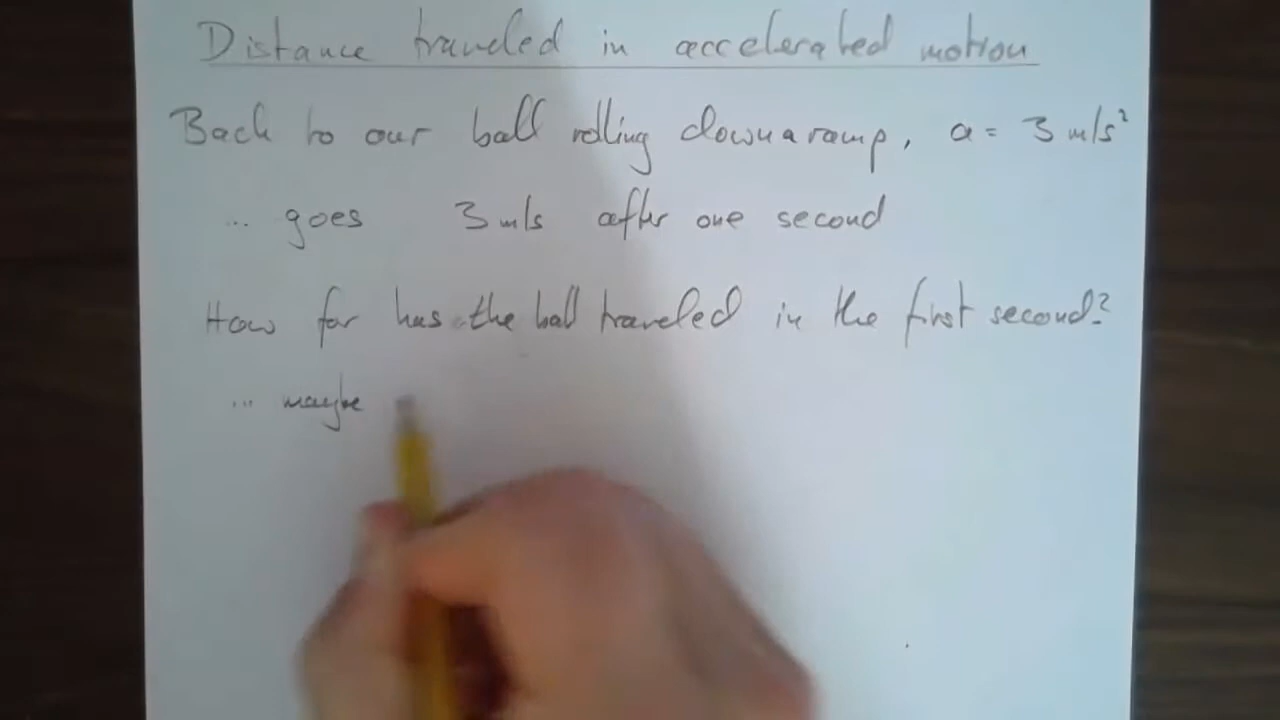 Distance traveled in accelerated motion
Back to our ball rolling down a ramp, a = 3 m/s²
... goes 3 m/s after one second
How far has the ball traveled in the first second?
... maybe